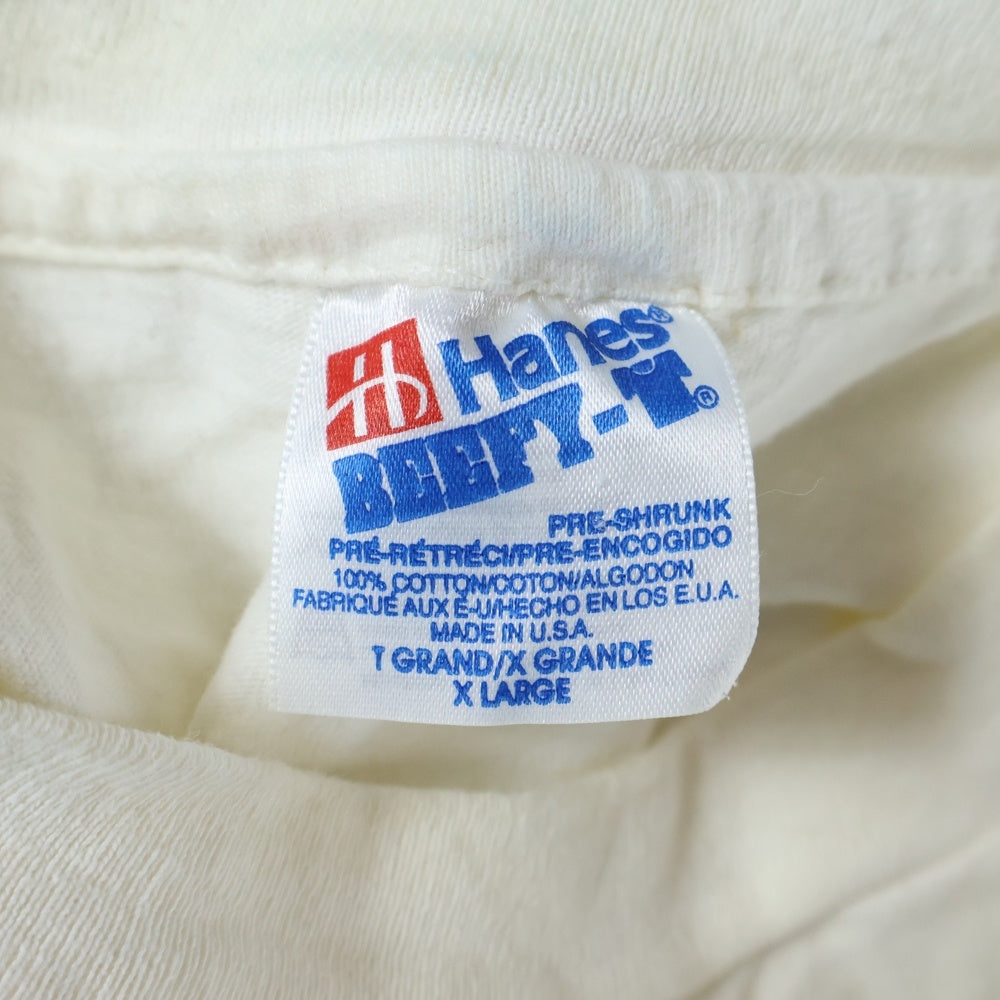 H Hanes®
BEEFY-T®
PRE-SHRUNK
PRÉ-RÉTRÉCI/PRE-ENCOGIDO
100% COTTON/COTON/ALGODON
FABRIQUÉ AUX É-U/HECHO EN LOS E.U.A.
MADE IN U.S.A.
T GRAND/X GRANDE
X LARGE